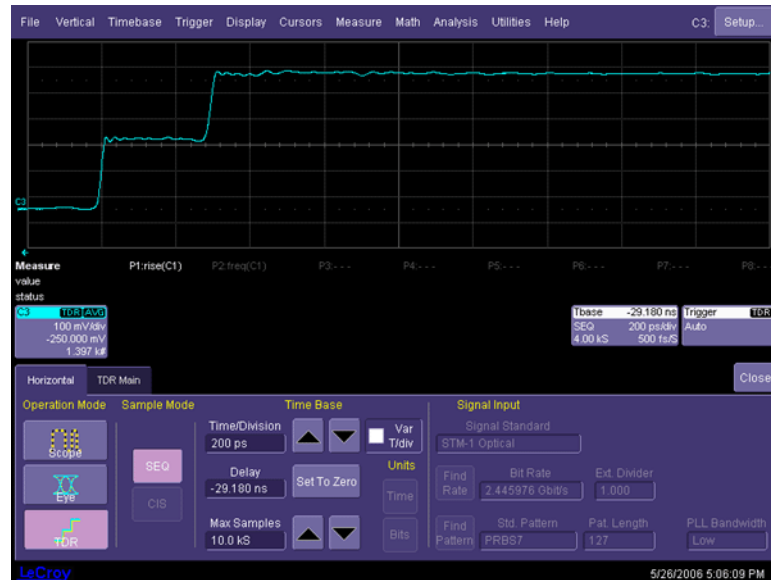 File Vertical Timebase Trigger Display Cursors Measure Math Analysis Utilities Help C3: Setup...
C3
Measure P1:rise(C1) P2:freq(C1) P3:--- P4:--- P5:--- P6:--- P7:--- P8:--
value
status
C3 TDR AVG
100 mV/div
-250.000 mV
1.397 k#
Tbase -29.180 ns
SEQ 200 ps/div
4.00 kS 500 fs/S
Trigger TDR
Auto
Horizontal TDR Main Close
Operation Mode Sample Mode Time Base Signal Input
Scope
Eye
TDR
SEQ
CIS
Time/Division
200 ps
Var
T/div
Delay
-29.180 ns
Set To Zero
Max Samples
10.0 kS
Units
Time
Bits
Signal Standard
STM-1 Optical
Find
Rate
Bit Rate
2.445976 Gbit/s
Ext. Divider
1.000
Find
Pattern
Std. Pattern
PRBS7
Pat. Length
127
PLL Bandwidth
Low
LeCroy 5/26/2006 5:06:09 PM